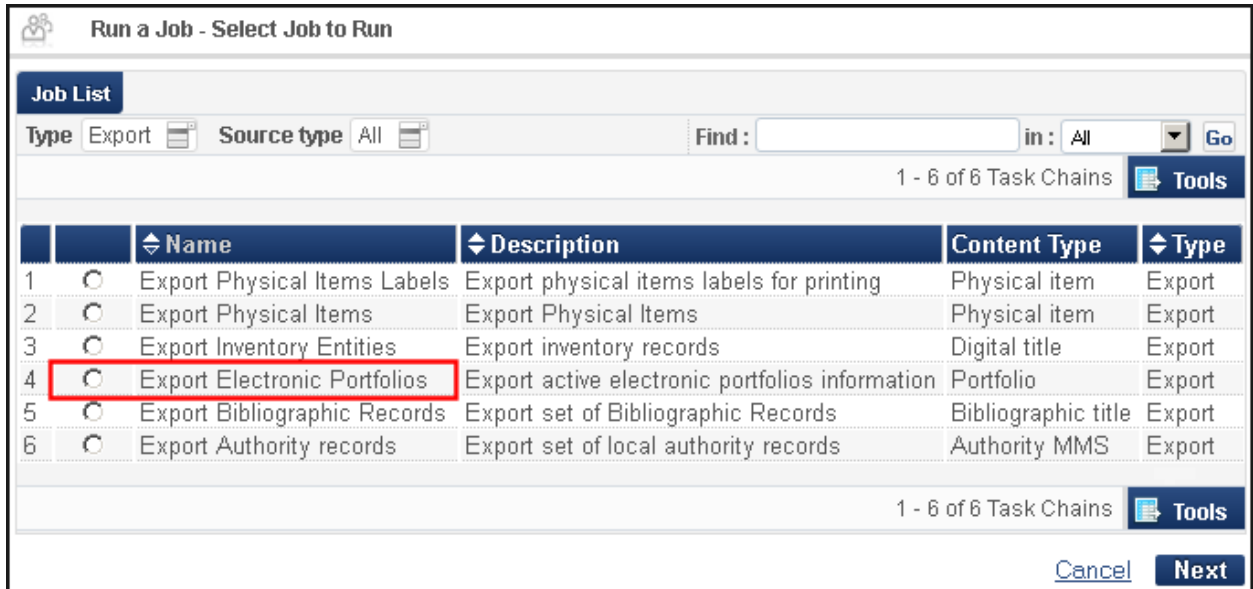 Run a Job - Select Job to Run
Job List
Type Export Source type All Find : in : All Go
1 - 6 of 6 Task Chains Tools
Name Description Content Type Type
1 Export Physical Items Labels Export physical items labels for printing Physical item Export
2 Export Physical Items Export Physical Items Physical item Export
3 Export Inventory Entities Export inventory records Digital title Export
4 Export Electronic Portfolios Export active electronic portfolios information Portfolio Export
5 Export Bibliographic Records Export set of Bibliographic Records Bibliographic title Export
6 Export Authority records Export set of local authority records Authority MMS Export
1 - 6 of 6 Task Chains Tools
Cancel Next